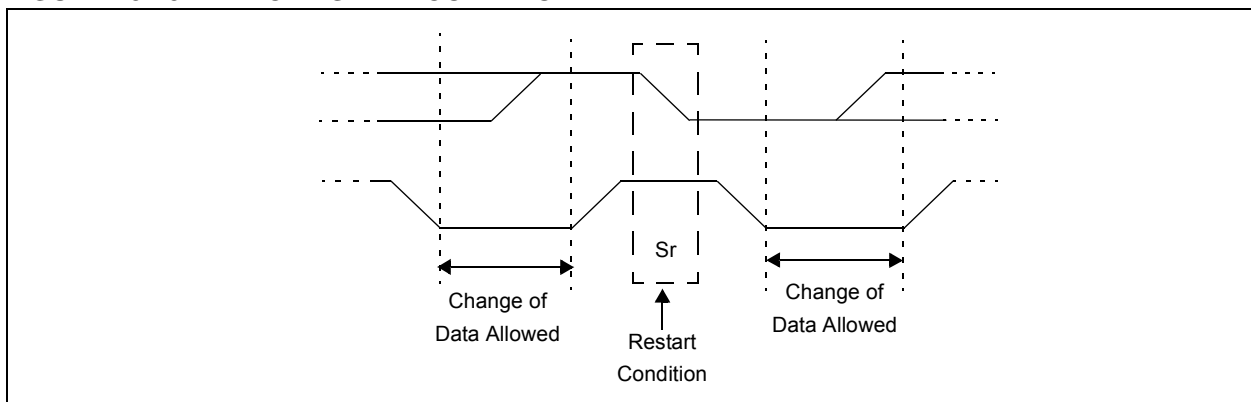 Sr
Change of
Data Allowed
Restart
Condition
Change of
Data Allowed